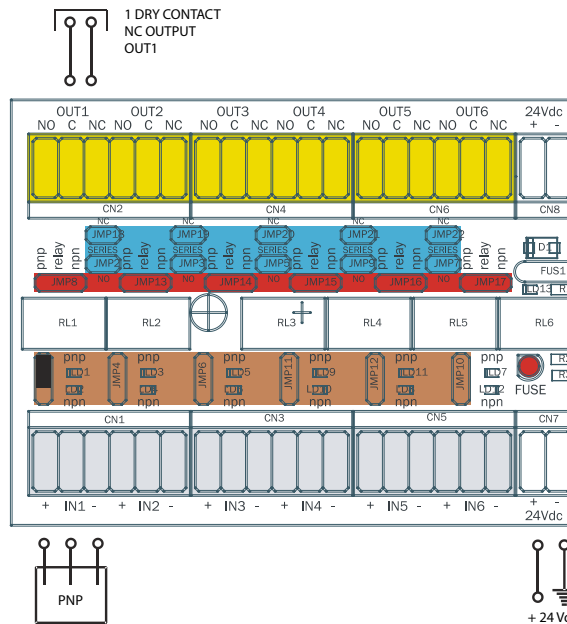 1 DRY CONTACT
NC OUTPUT
OUT1
OUT1 OUT2 OUT3 OUT4 OUT5 OUT6 24Vdc
NO C NC NO C NC NO C NC NO C NC NO C NC NO C NC + -
CN2 CN4 CN6 CN8
NC NC NC NC NC
JMP18 JMP19 JMP20 JMP21 JMP22
pnp relay npn pnp relay npn pnp relay npn pnp relay npn pnp relay npn pnp relay npn
SERIES SERIES SERIES SERIES SERIES
D1
JMP2 JMP3 JMP5 JMP9 JMP7
FUS1
NO NO NO NO NO
JMP8 JMP13 JMP14 JMP15 JMP16 JMP17
LD13 R
RL1 RL2 RL3 RL4 RL5 RL6
pnp pnp pnp pnp pnp pnp
JMP4 JMP6 JMP11 JMP12 JMP10
LD1 LD3 LD5 LD9 LD11 LD7
npn npn npn npn npn npn
FUSE
CN1 CN3 CN5 CN7
+ IN1 - + IN2 - + IN3 - + IN4 - + IN5 - + IN6 - + -
24Vdc
PNP
+ 24 Vd